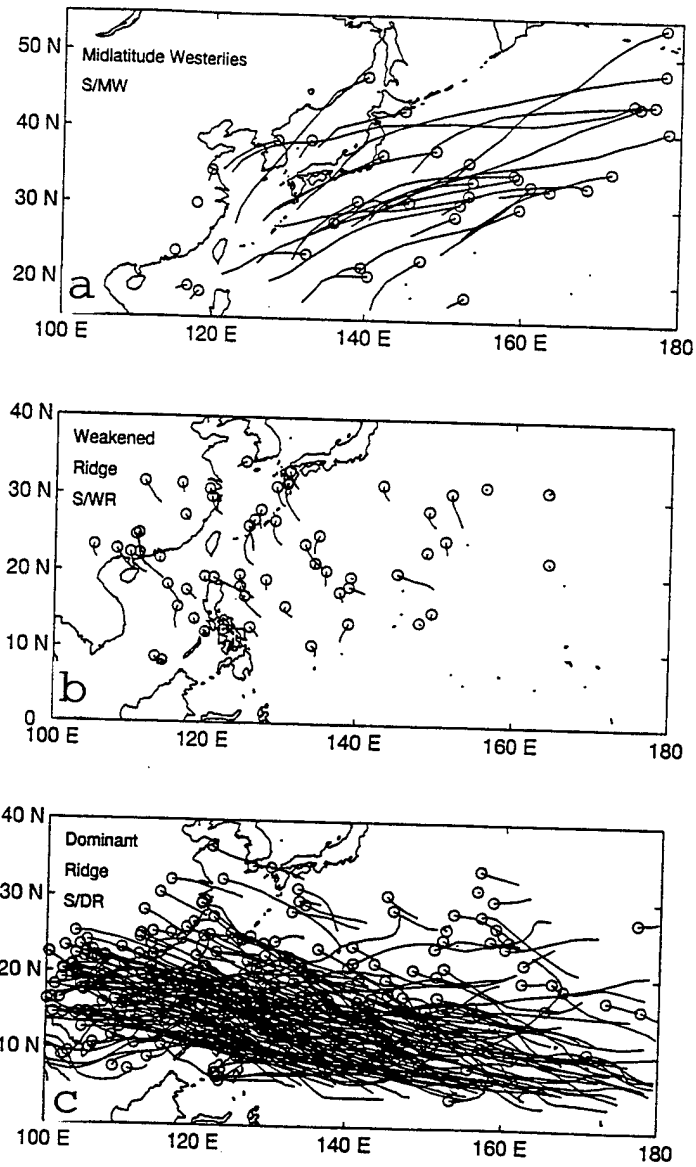 50 N
Midlatitude Westerlies
S/MW
40 N
30 N
20 N
a
100 E 120 E 140 E 160 E 180
40 N
Weakened
Ridge
S/WR
30 N
20 N
10 N
b
0
100 E 120 E 140 E 160 E 180
40 N
Dominant
Ridge
S/DR
30 N
20 N
10 N
c
100 E 120 E 140 E 160 E 180